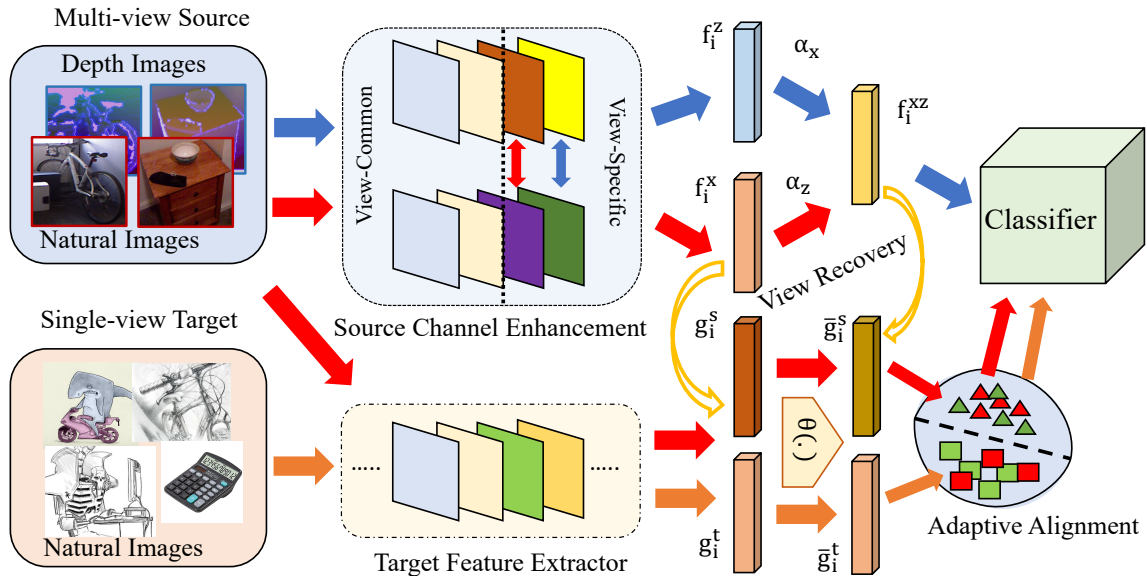 Multi-view Source
Depth Images
Natural Images
View-Common
View-Specific
Source Channel Enhancement
f_i^z
α_x
f_i^x
α_z
f_i^xz
Classifier
View Recovery
Single-view Target
Natural Images
.....
.....
Target Feature Extractor
g_i^s
ḡ_i^s
θ(.)
g_i^t
ḡ_i^t
Adaptive Alignment